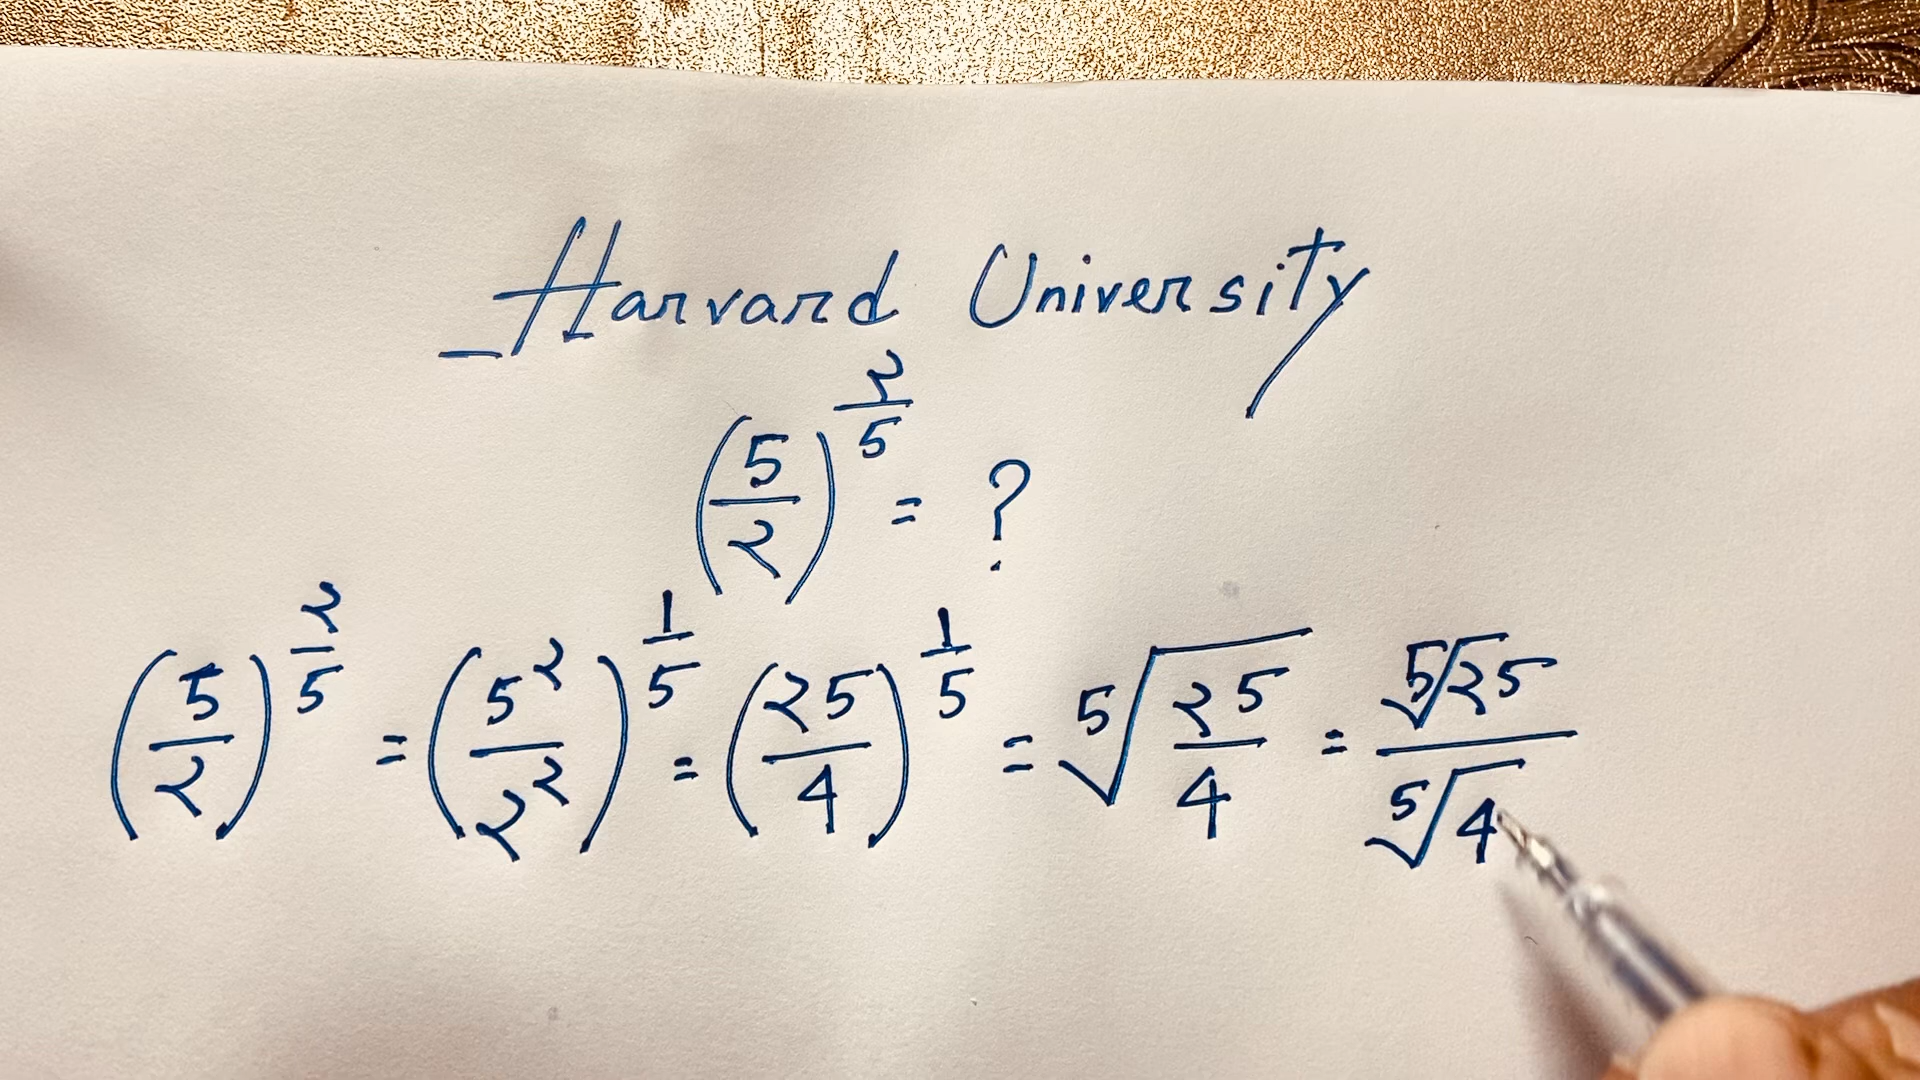 Harvard University
(5/2)^(2/5) = ?
(5/2)^(2/5) = (5²/2²)^(1/5) = (25/4)^(1/5) = ⁵√(25/4) = ⁵√25/⁵√4